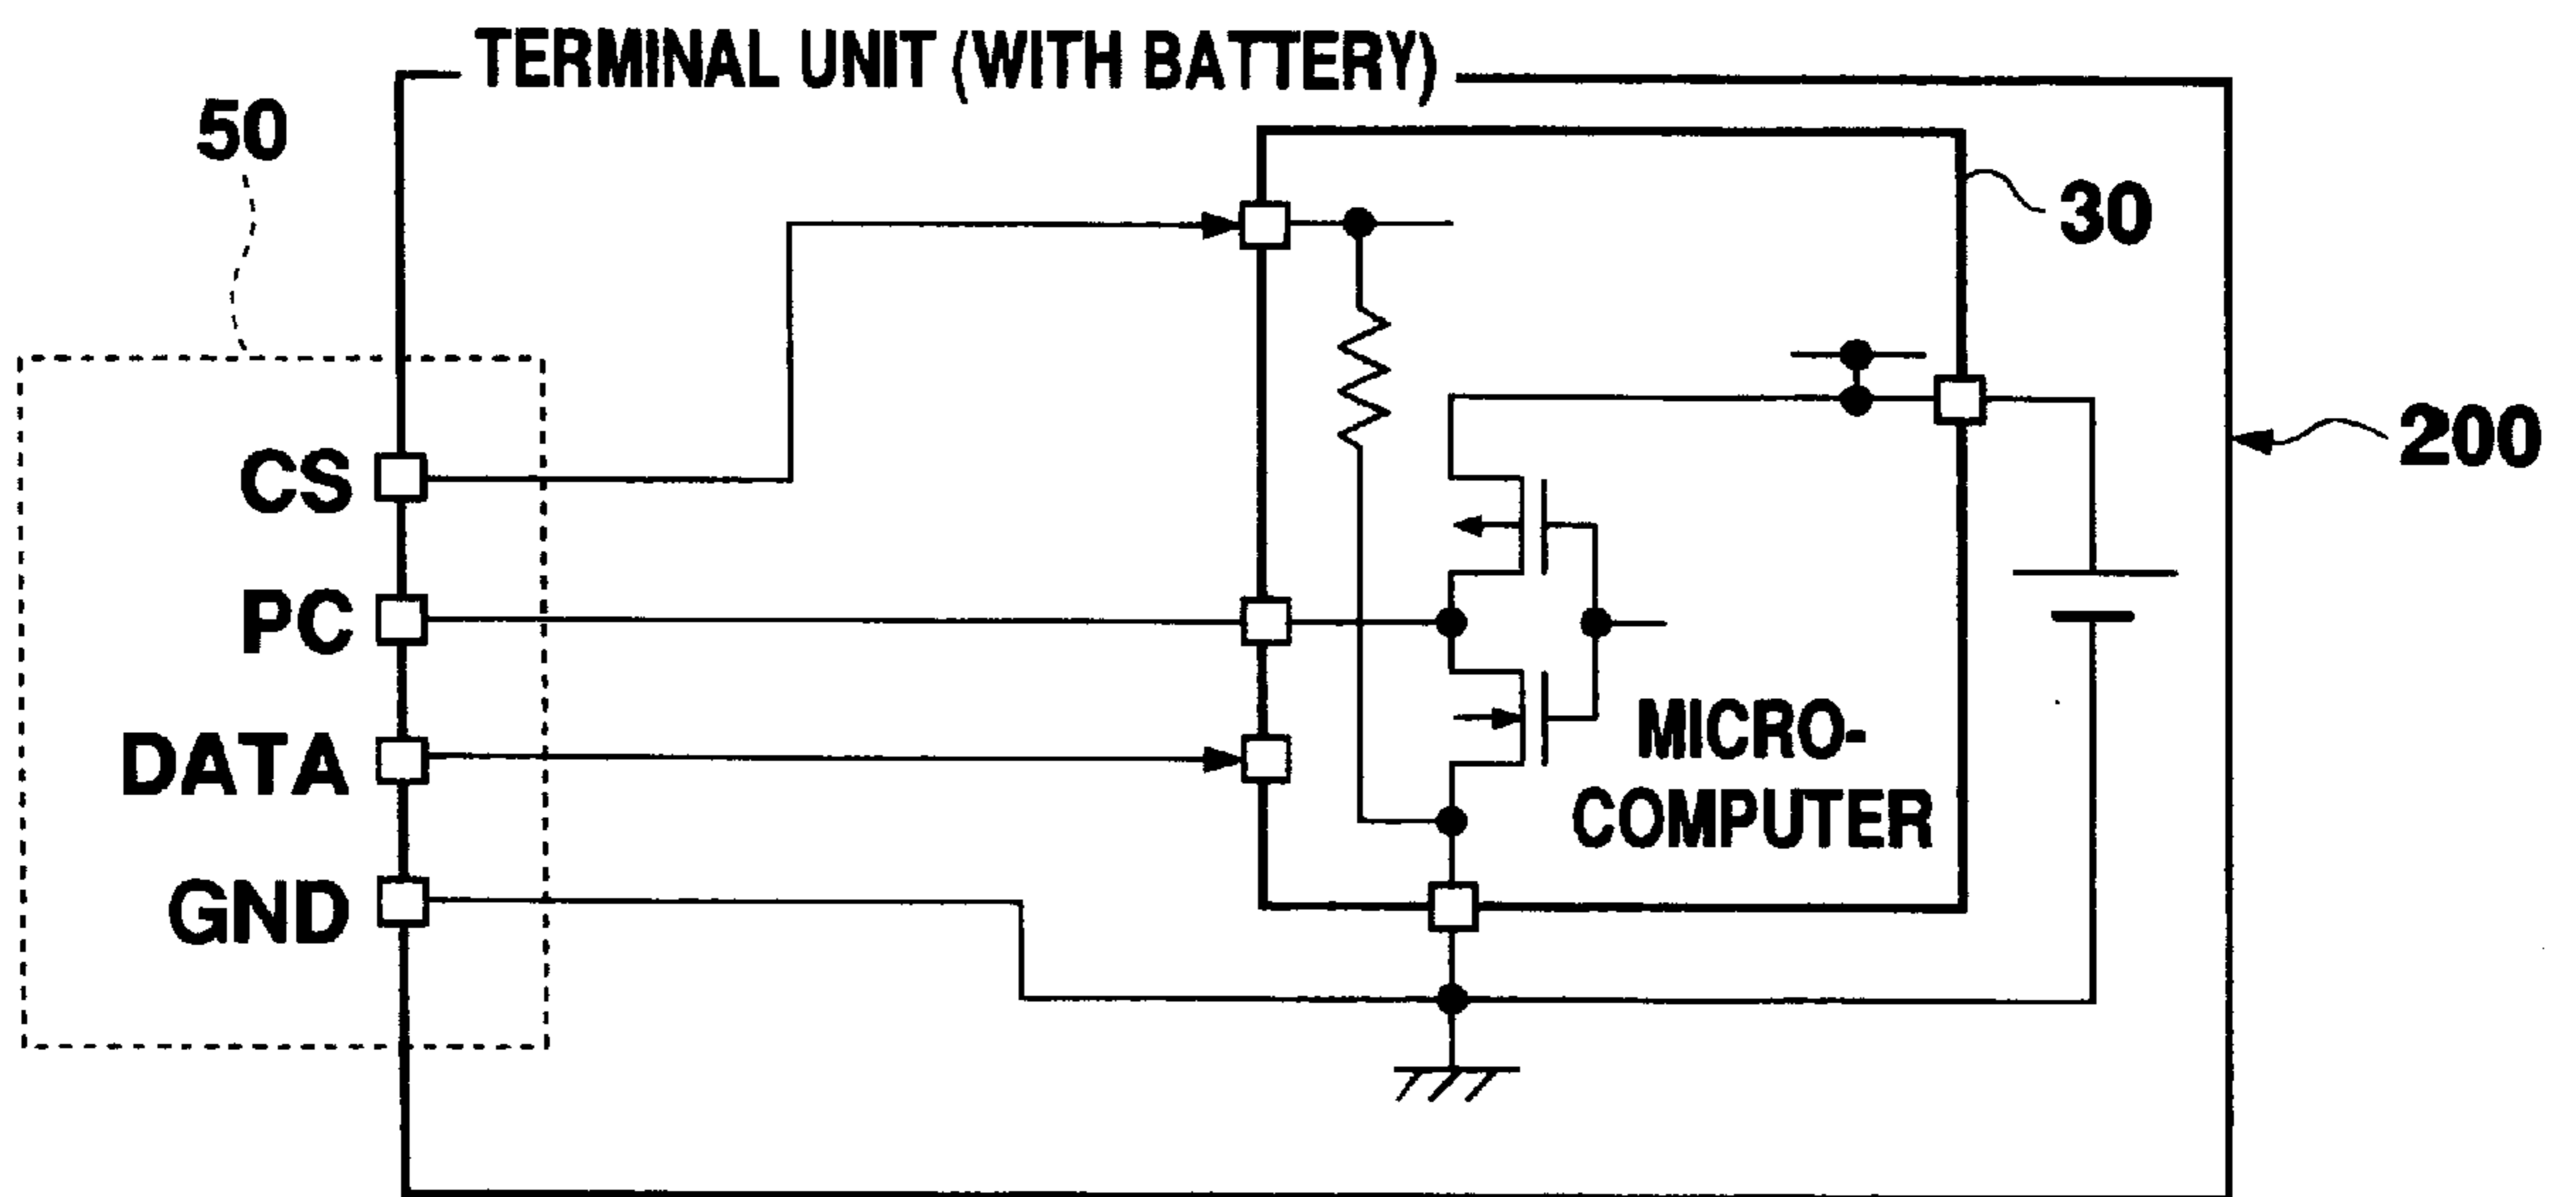 TERMINAL UNIT (WITH BATTERY)
50
30
200
CS
PC
DATA
GND
MICRO-
COMPUTER